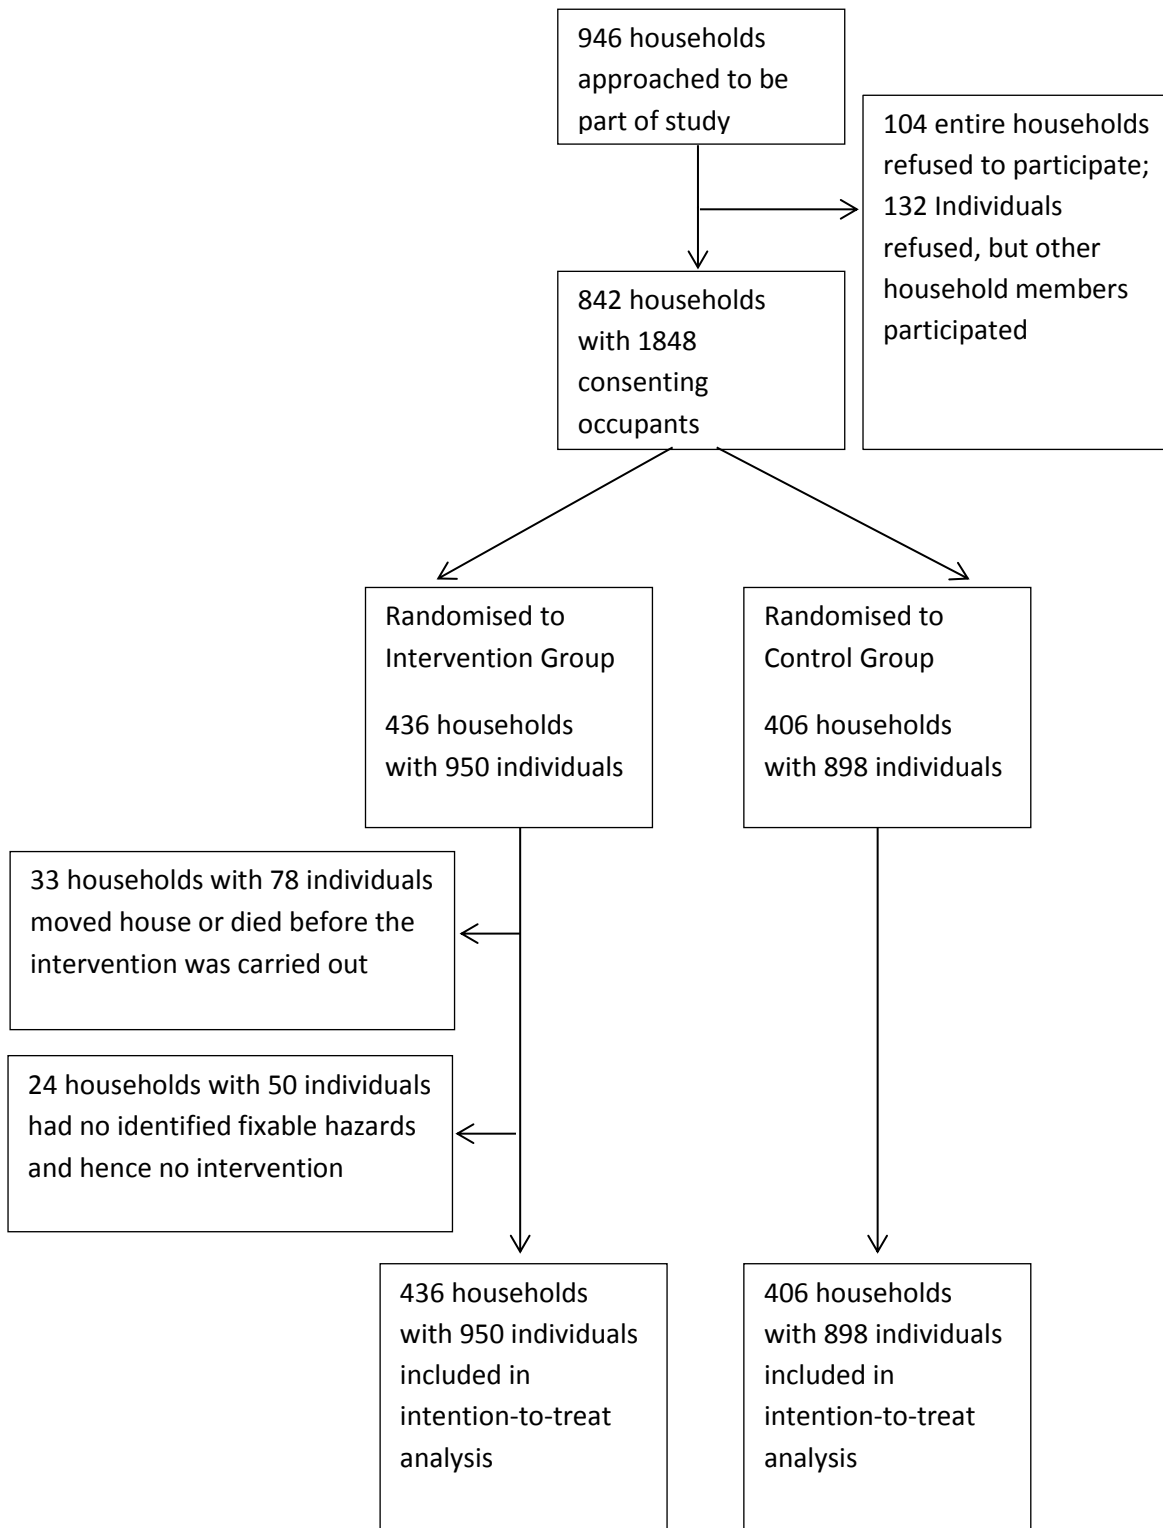 946 households
approached to be
part of study
104 entire households
refused to participate;
132 Individuals
refused, but other
household members
participated
842 households
with 1848
consenting
occupants
Randomised to
Intervention Group
436 households
with 950 individuals
Randomised to
Control Group
406 households
with 898 individuals
33 households with 78 individuals
moved house or died before the
intervention was carried out
24 households with 50 individuals
had no identified fixable hazards
and hence no intervention
436 households
with 950 individuals
included in
intention-to-treat
analysis
406 households
with 898 individuals
included in
intention-to-treat
analysis